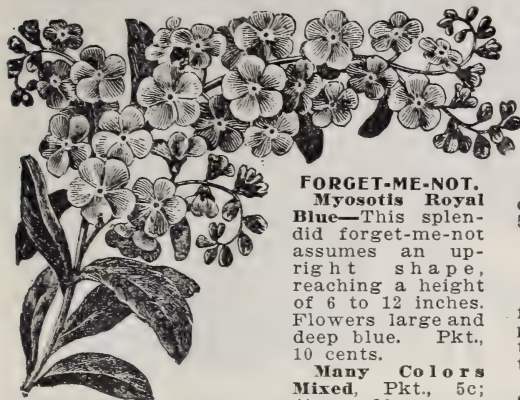 FORGET-ME-NOT.
Myosotis Royal
Blue—This splen-
did forget-me-not
assumes an up-
right shape,
reaching a height
of 6 to 12 inches.
Flowers large and
deep blue. Pkt.,
10 cents.
Many Colors
Mixed, Pkt., 5c;